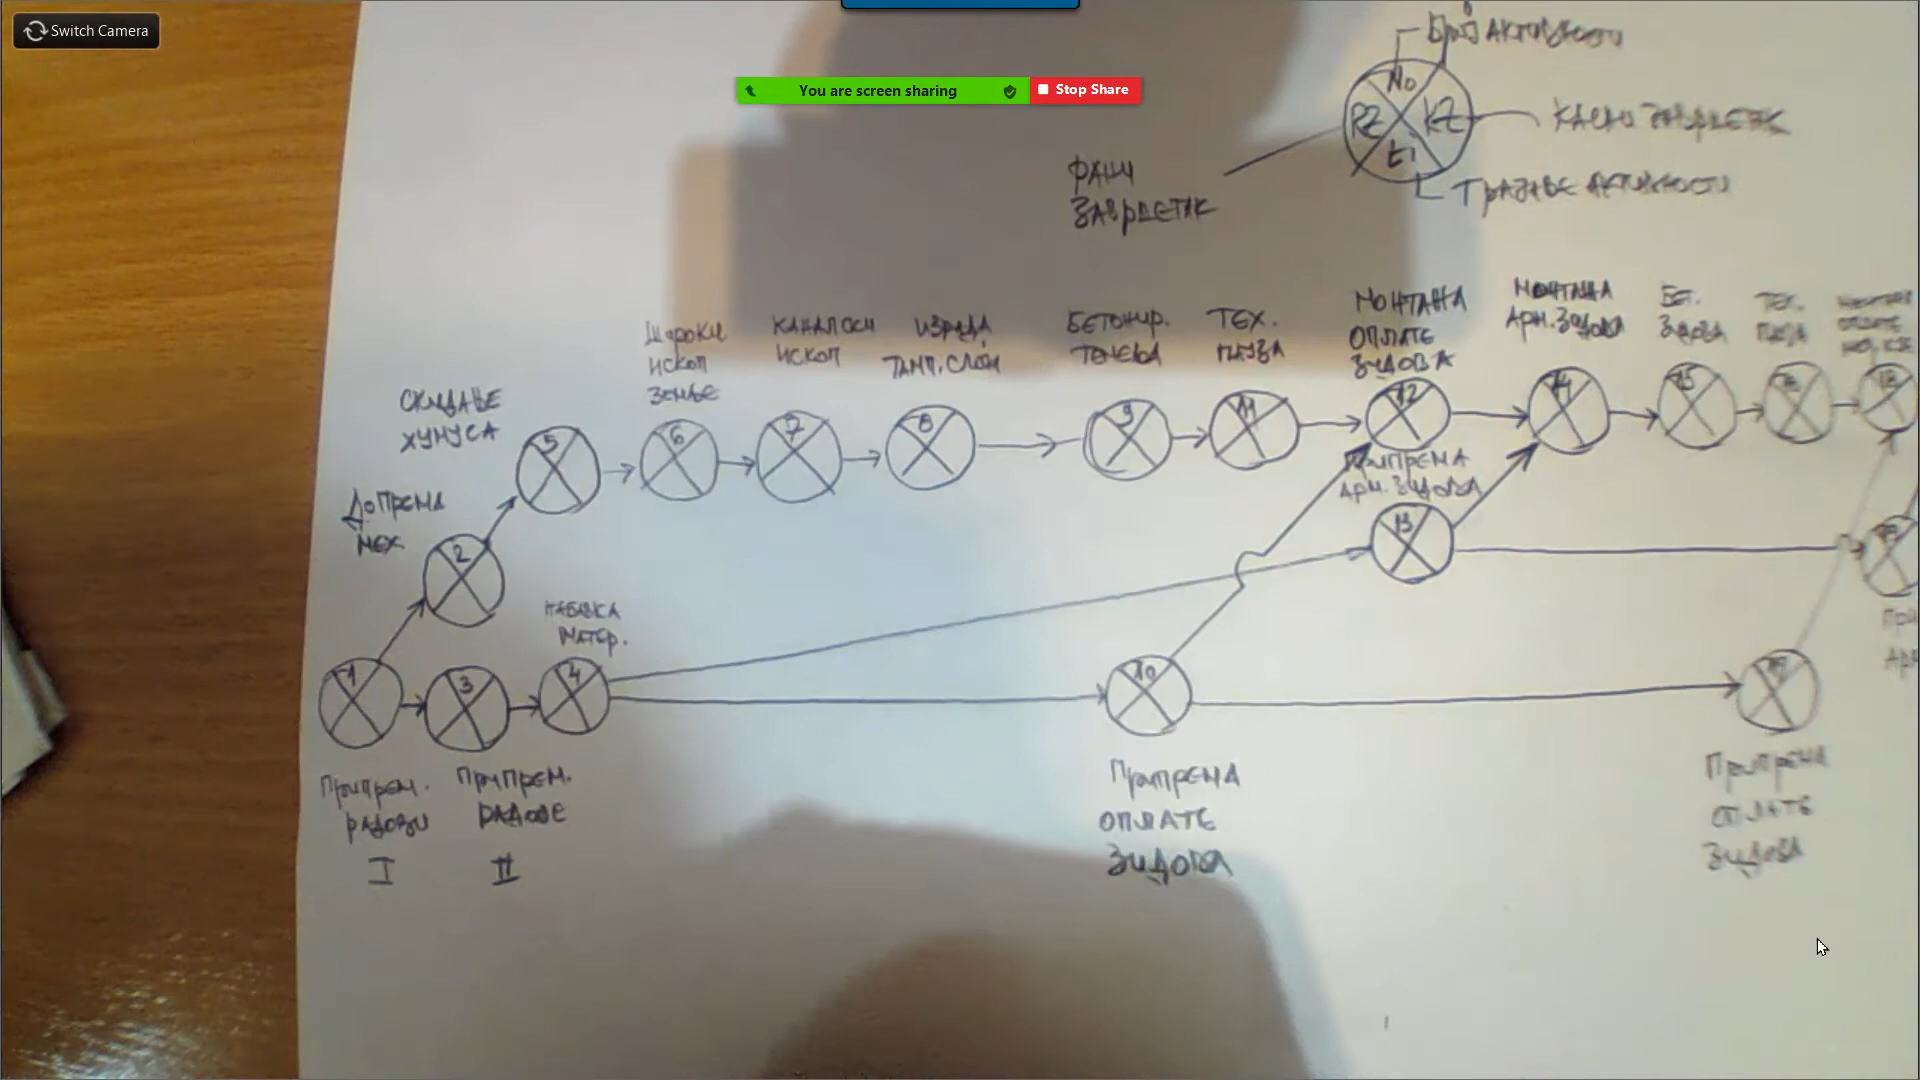 Switch Camera
You are screen sharing
Stop Share
Број активности
No
RZ
KZ
ti
Касни завршетак
Трајање активности
РАНИ
ЗАВРШЕТАК
ШИРОКИ
ИСКОП
ЗЕМЉЕ
КАНАЛСКИ
ИСКОП
ИЗРАДА
ТАМП. СЛОЈА
БЕТОНИР.
ТЕМЕЉА
ТЕХ.
ПАУЗА
МОНТАЖА
ОПЛАТЕ
ЗИДОВА
МОНТАЖА
АРМ. ЗИДОВА
БЕТ.
ЗИДОВА
ТЕХ.
ПАУЗА
СКИДАЊЕ
ХУМУСА
5
6
7
8
9
11
12
14
15
16
18
ДОПРЕМА
МЕХ.
2
ПРИПРЕМА
АРМ. ЗИДОВА
13
НАБАВКА
МАТЕР.
1
3
4
10
17
Припрем.
радови
I
Припрем.
радове
II
Припрема
ОПЛАТЕ
ЗИДОВА
Припрема
ОПЛАТЕ
ЗИДОВА